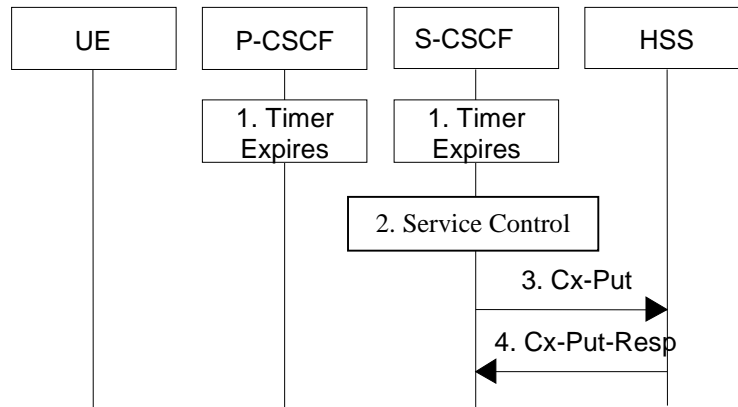 UE
P-CSCF
S-CSCF
HSS
1. Timer
Expires
1. Timer
Expires
2. Service Control
3. Cx-Put
4. Cx-Put-Resp